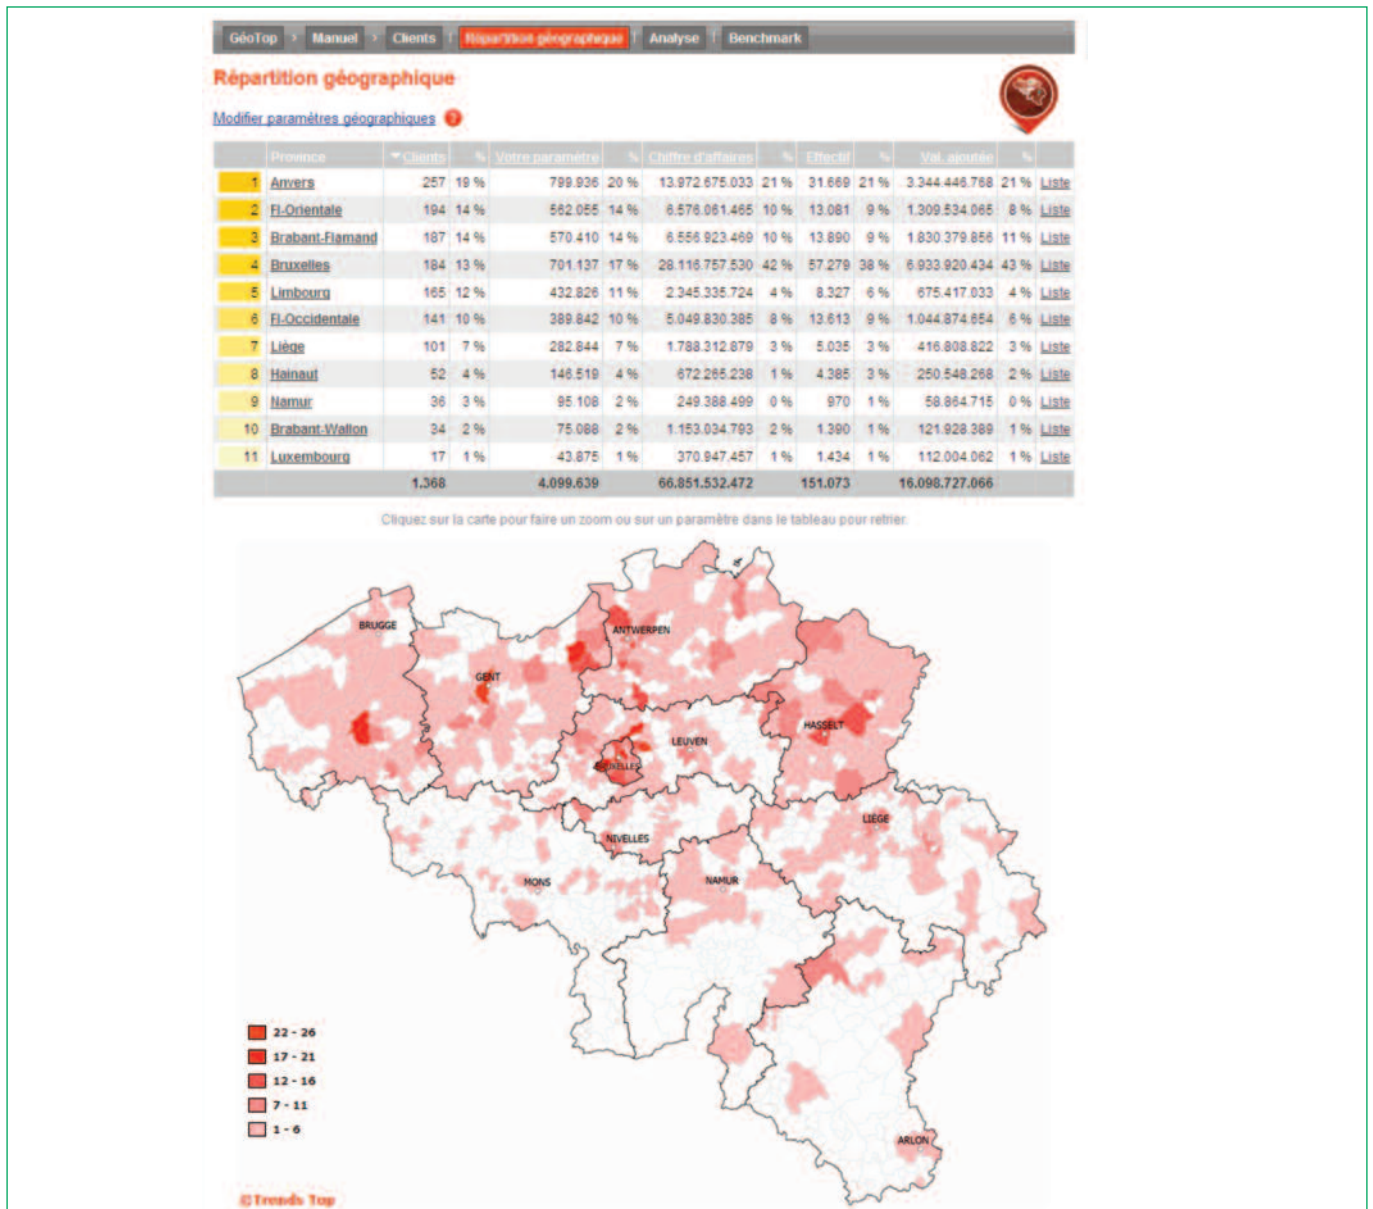 GéoTop > Manuel > Clients | Répartition géographique | Analyse | Benchmark
Répartition géographique
Modifier paramètres géographiques ?
Province Clients % Votre paramètre % Chiffre d'affaires % Effectif % Val. ajoutée %
1 Anvers 257 19 % 799.936 20 % 13.972.675.033 21 % 31.669 21 % 3.344.446.768 21 % Liste
2 Fl-Orientale 194 14 % 562.055 14 % 6.576.061.465 10 % 13.081 9 % 1.309.534.065 8 % Liste
3 Brabant-Flamand 187 14 % 570.410 14 % 6.556.923.469 10 % 13.890 9 % 1.830.379.856 11 % Liste
4 Bruxelles 184 13 % 701.137 17 % 28.116.757.530 42 % 57.279 38 % 6.933.920.434 43 % Liste
5 Limbourg 165 12 % 432.826 11 % 2.345.335.724 4 % 8.327 6 % 675.417.033 4 % Liste
6 Fl-Occidentale 141 10 % 389.842 10 % 5.049.830.385 8 % 13.613 9 % 1.044.874.654 6 % Liste
7 Liège 101 7 % 282.844 7 % 1.788.312.879 3 % 5.035 3 % 416.808.822 3 % Liste
8 Hainaut 52 4 % 146.519 4 % 672.265.238 1 % 4.385 3 % 250.548.268 2 % Liste
9 Namur 36 3 % 95.108 2 % 249.388.499 0 % 970 1 % 58.864.715 0 % Liste
10 Brabant-Wallon 34 2 % 75.088 2 % 1.153.034.793 2 % 1.390 1 % 121.928.389 1 % Liste
11 Luxembourg 17 1 % 43.875 1 % 370.947.457 1 % 1.434 1 % 112.004.062 1 % Liste
1.368 4.099.639 66.851.532.472 151.073 16.098.727.066
Cliquez sur la carte pour faire un zoom ou sur un paramètre dans le tableau pour retrier.
BRUGGE
ANTWERPEN
GENT
HASSELT
LEUVEN
BRUXELLES
LIEGE
NIVELLES
MONS
NAMUR
22 - 26
17 - 21
12 - 16
7 - 11
1 - 6
ARLON
©Trends Top